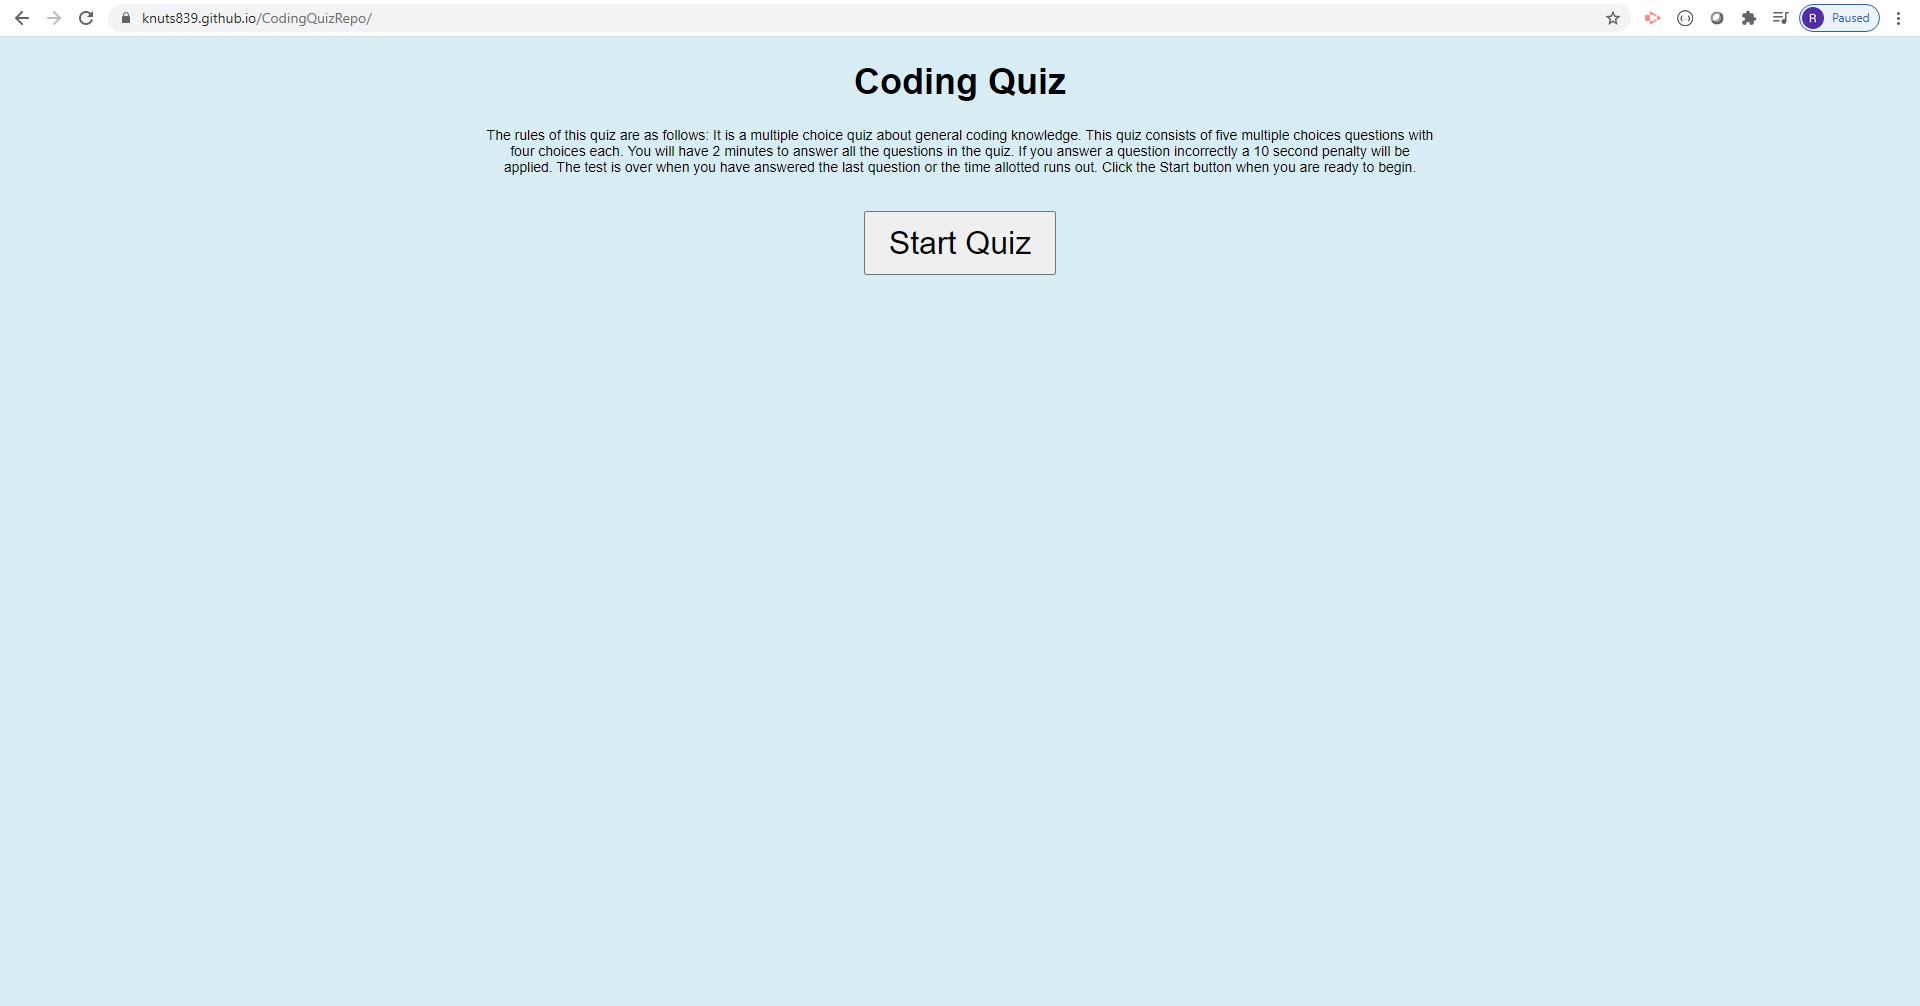 knuts839.github.io/CodingQuizRepo/
R Paused
Coding Quiz
The rules of this quiz are as follows: It is a multiple choice quiz about general coding knowledge. This quiz consists of five multiple choices questions with
four choices each. You will have 2 minutes to answer all the questions in the quiz. If you answer a question incorrectly a 10 second penalty will be
applied. The test is over when you have answered the last question or the time allotted runs out. Click the Start button when you are ready to begin.
Start Quiz